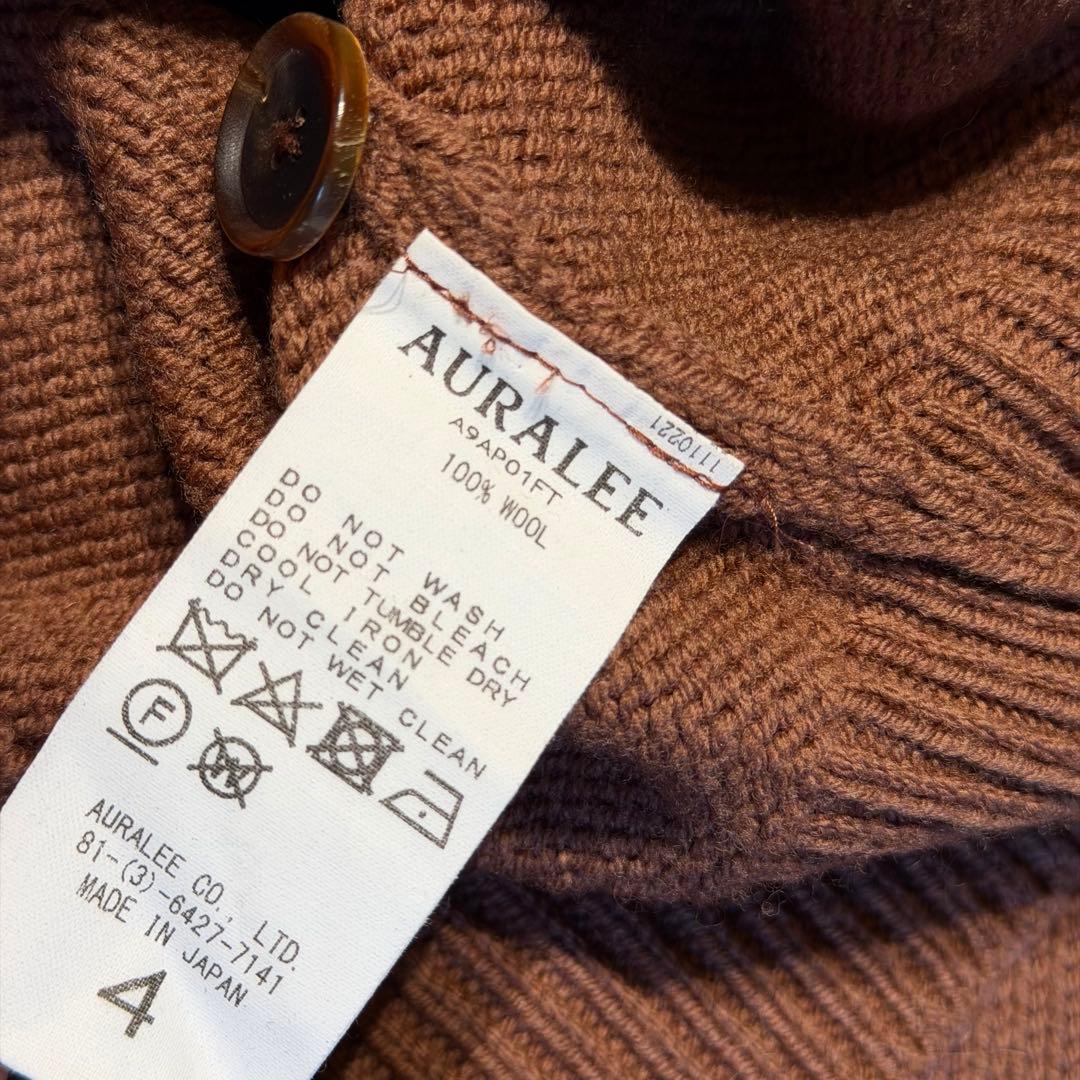 1110221
AURALEE
A9AP01FT
100% WOOL
DO NOT WASH
DO NOT BLEACH
DO NOT TUMBLE DRY
COOL IRON
DRY CLEAN
DO NOT WET CLEAN
F
W
AURALEE CO., LTD.
81-(3)-6427-7141
MADE IN JAPAN
4